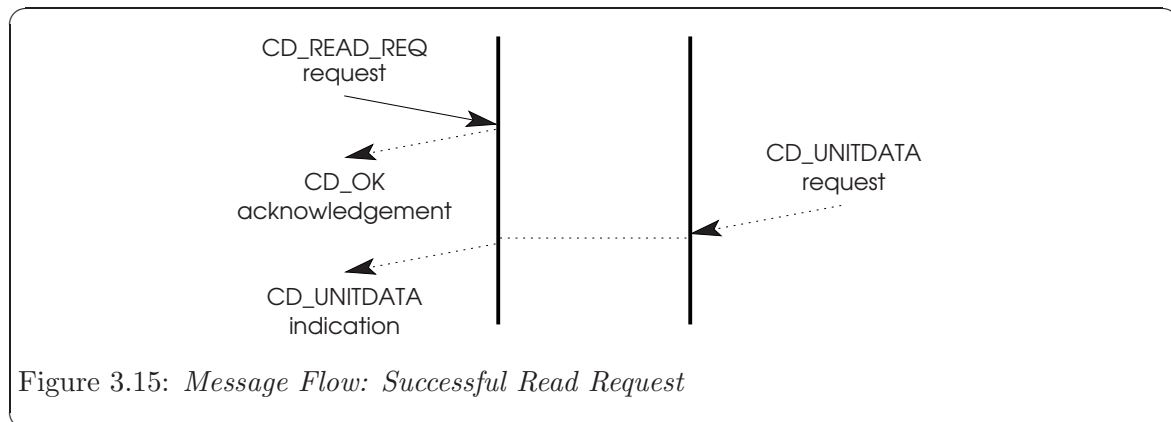 CD_READ_REQ
request
CD_OK
acknowledgement
CD_UNITDATA
request
CD_UNITDATA
indication
Figure 3.15: Message Flow: Successful Read Request